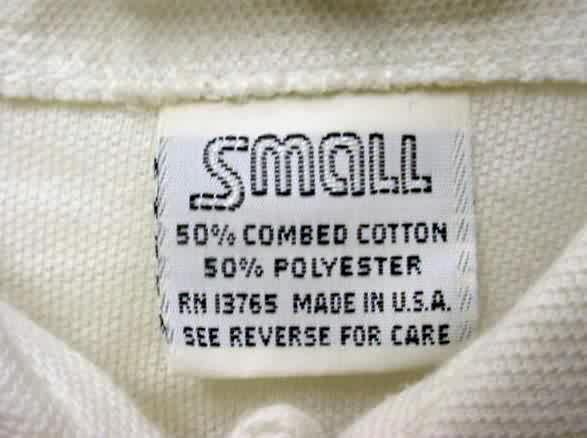 SMALL
50% COMBED COTTON
50% POLYESTER
RN 13765 MADE IN U.S.A.
SEE REVERSE FOR CARE